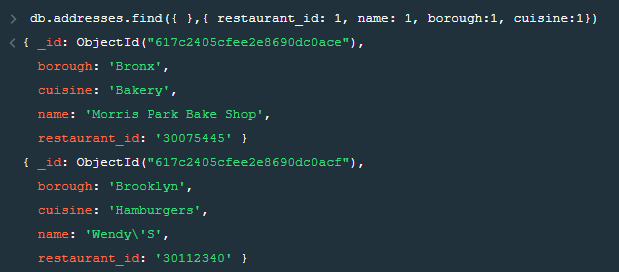 > db.addresses.find({ },{ restaurant_id: 1, name: 1, borough:1, cuisine:1})
< { _id: ObjectId("617c2405cfee2e8690dc0ace"),
borough: 'Bronx',
cuisine: 'Bakery',
name: 'Morris Park Bake Shop',
restaurant_id: '30075445' }
{ _id: ObjectId("617c2405cfee2e8690dc0acf"),
borough: 'Brooklyn',
cuisine: 'Hamburgers',
name: 'Wendy\'S',
restaurant_id: '30112340' }